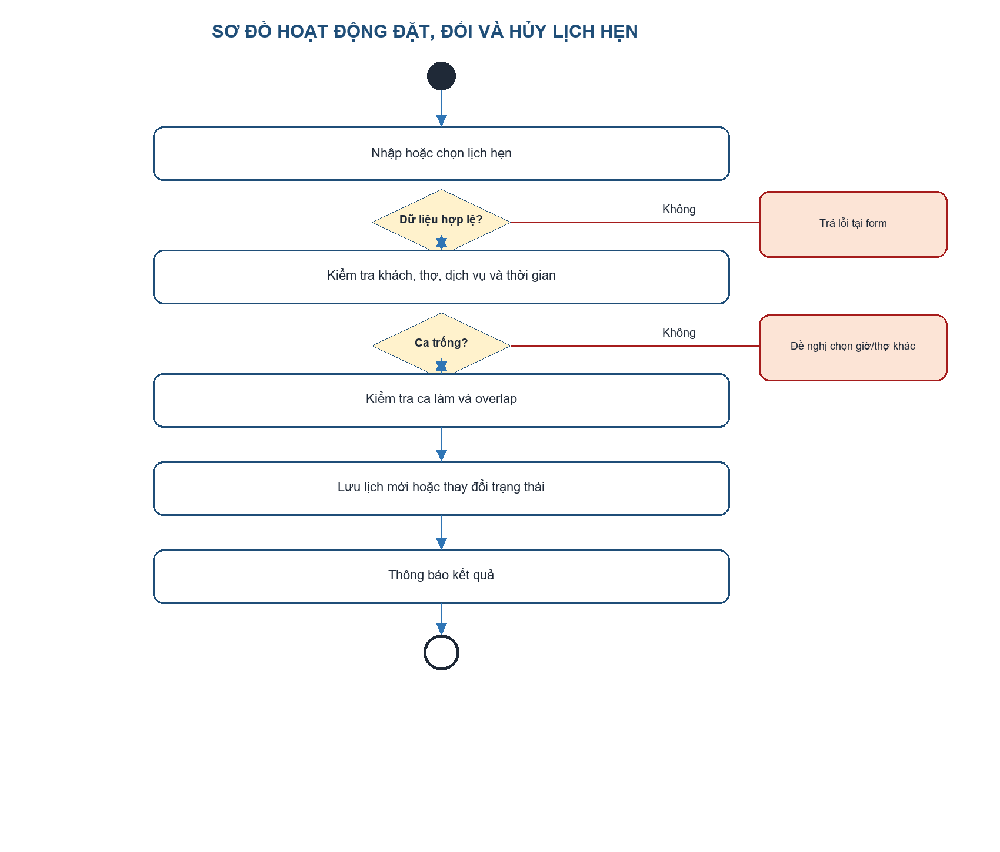 SƠ ĐỒ HOẠT ĐỘNG ĐẶT, ĐỔI VÀ HỦY LỊCH HẸN
Nhập hoặc chọn lịch hẹn
Dữ liệu hợp lệ?
Không
Trả lỗi tại form
Kiểm tra khách, thợ, dịch vụ và thời gian
Ca trống?
Không
Đề nghị chọn giờ/thợ khác
Kiểm tra ca làm và overlap
Lưu lịch mới hoặc thay đổi trạng thái
Thông báo kết quả